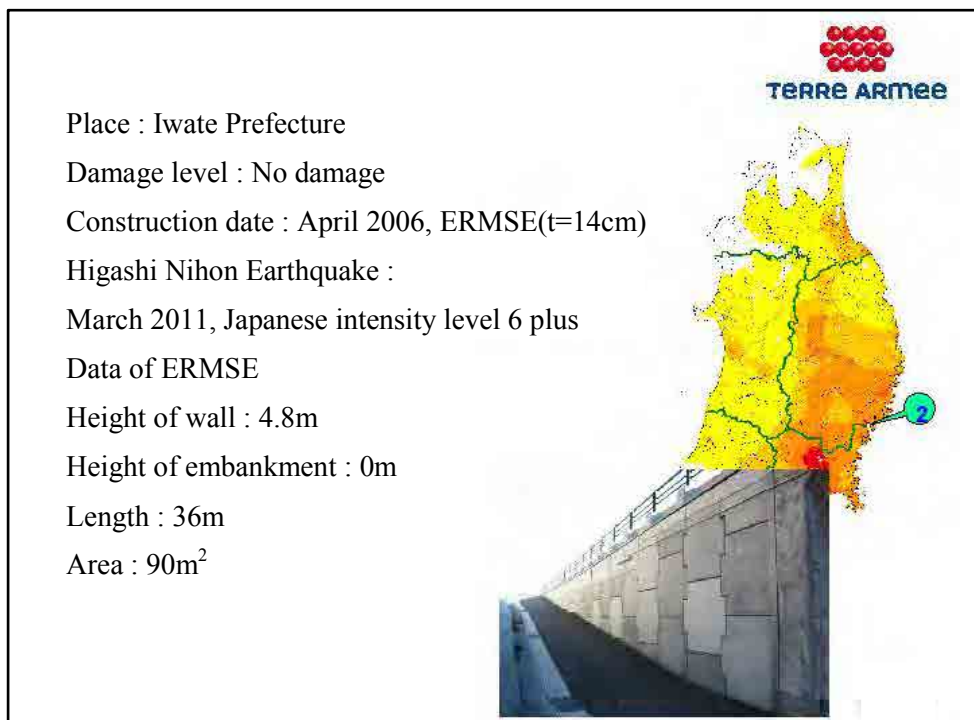 TERRE ARMEE
Place : Iwate Prefecture
Damage level : No damage
Construction date : April 2006, ERMSE(t=14cm)
Higashi Nihon Earthquake :
March 2011, Japanese intensity level 6 plus
Data of ERMSE
Height of wall : 4.8m
Height of embankment : 0m
Length : 36m
Area : 90m²
2